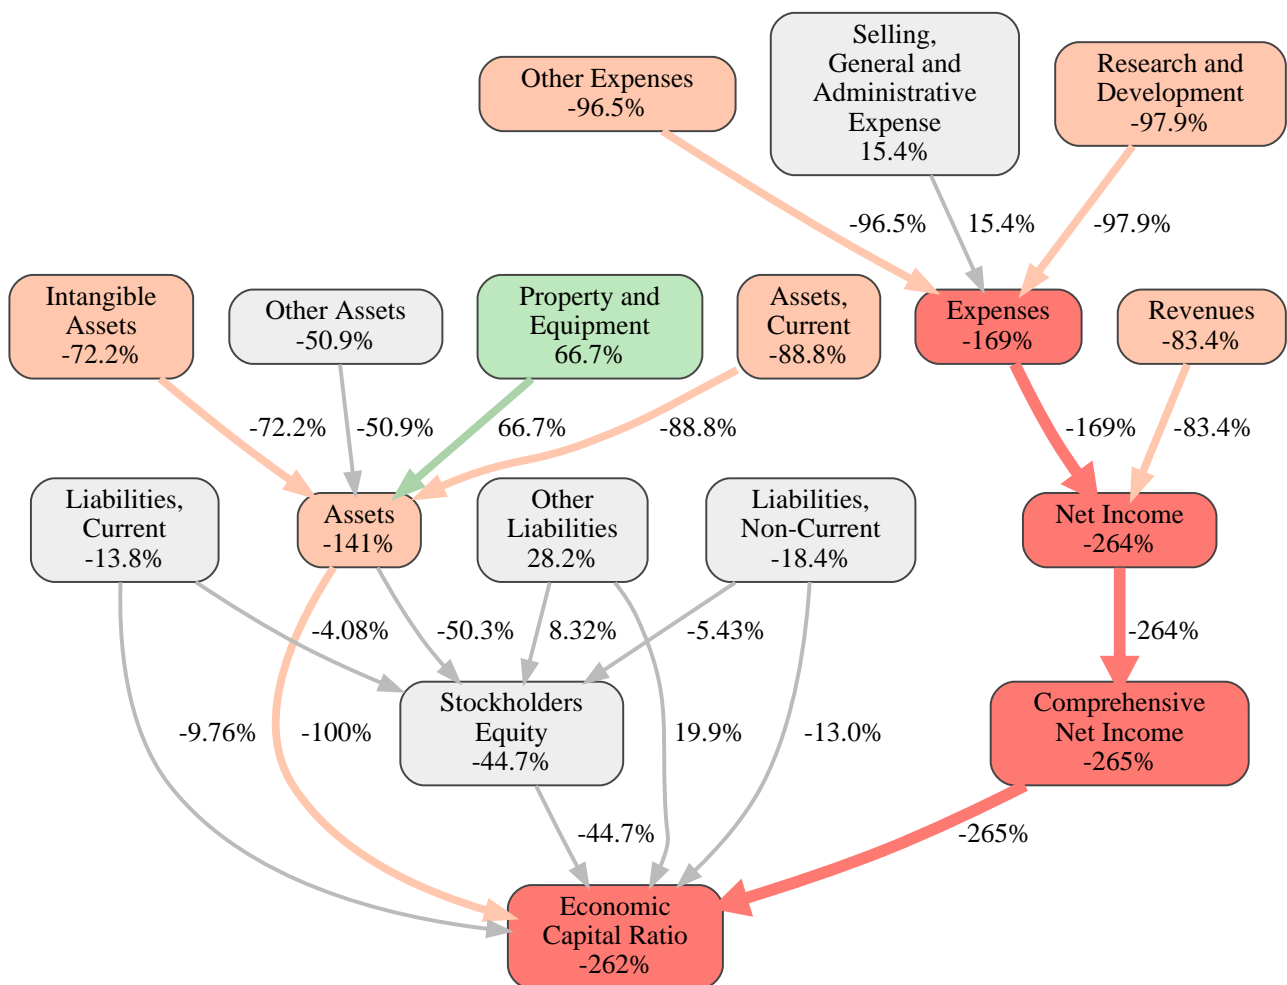 Selling,
General and
Administrative
Expense
15.4%
Other Expenses
-96.5%
Research and
Development
-97.9%
-96.5%
15.4%
-97.9%
Intangible
Assets
-72.2%
Other Assets
-50.9%
Property and
Equipment
66.7%
Assets,
Current
-88.8%
Expenses
-169%
Revenues
-83.4%
-72.2%
-50.9%
66.7%
-88.8%
-169%
-83.4%
Liabilities,
Current
-13.8%
Assets
-141%
Other
Liabilities
28.2%
Liabilities,
Non-Current
-18.4%
Net Income
-264%
-4.08%
-50.3%
8.32%
-5.43%
-264%
Stockholders
Equity
-44.7%
Comprehensive
Net Income
-265%
-9.76%
-100%
19.9%
-13.0%
-44.7%
-265%
Economic
Capital Ratio
-262%